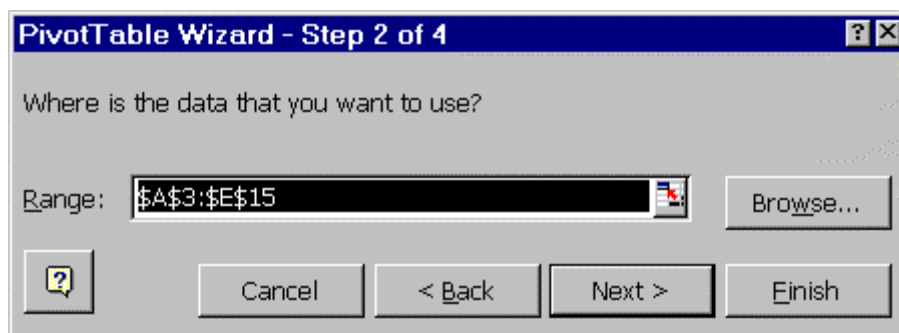 PivotTable Wizard - Step 2 of 4
Where is the data that you want to use?
Range: $A$3:$E$15 Browse...
Cancel < Back Next > Finish